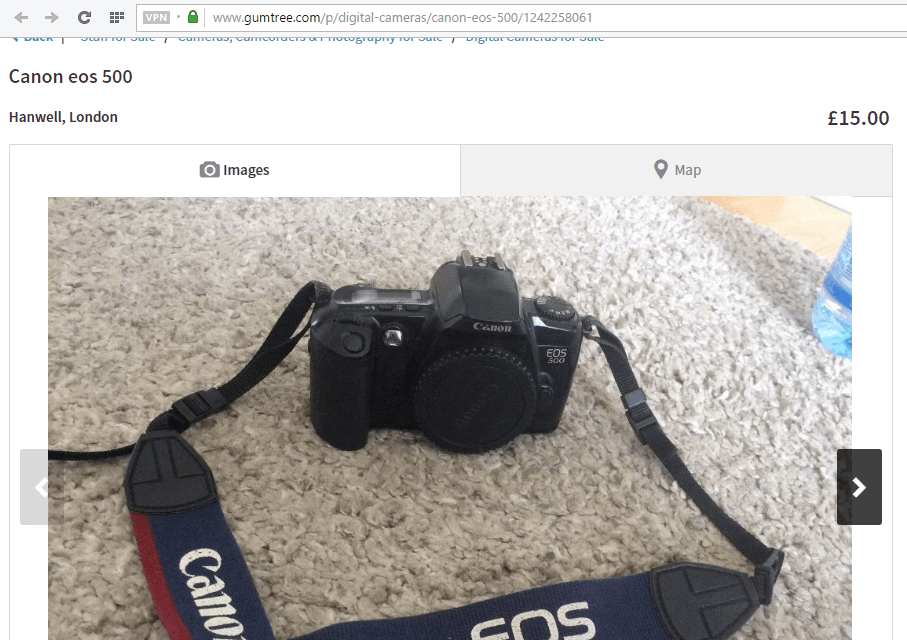 VPN www.gumtree.com/p/digital-cameras/canon-eos-500/1242258061
Back | Stuff for Sale / Cameras, Camcorders & Photography for Sale / Digital Cameras for Sale
Canon eos 500
Hanwell, London
£15.00
Images
Map
Canon
EOS
500
Canon
EOS